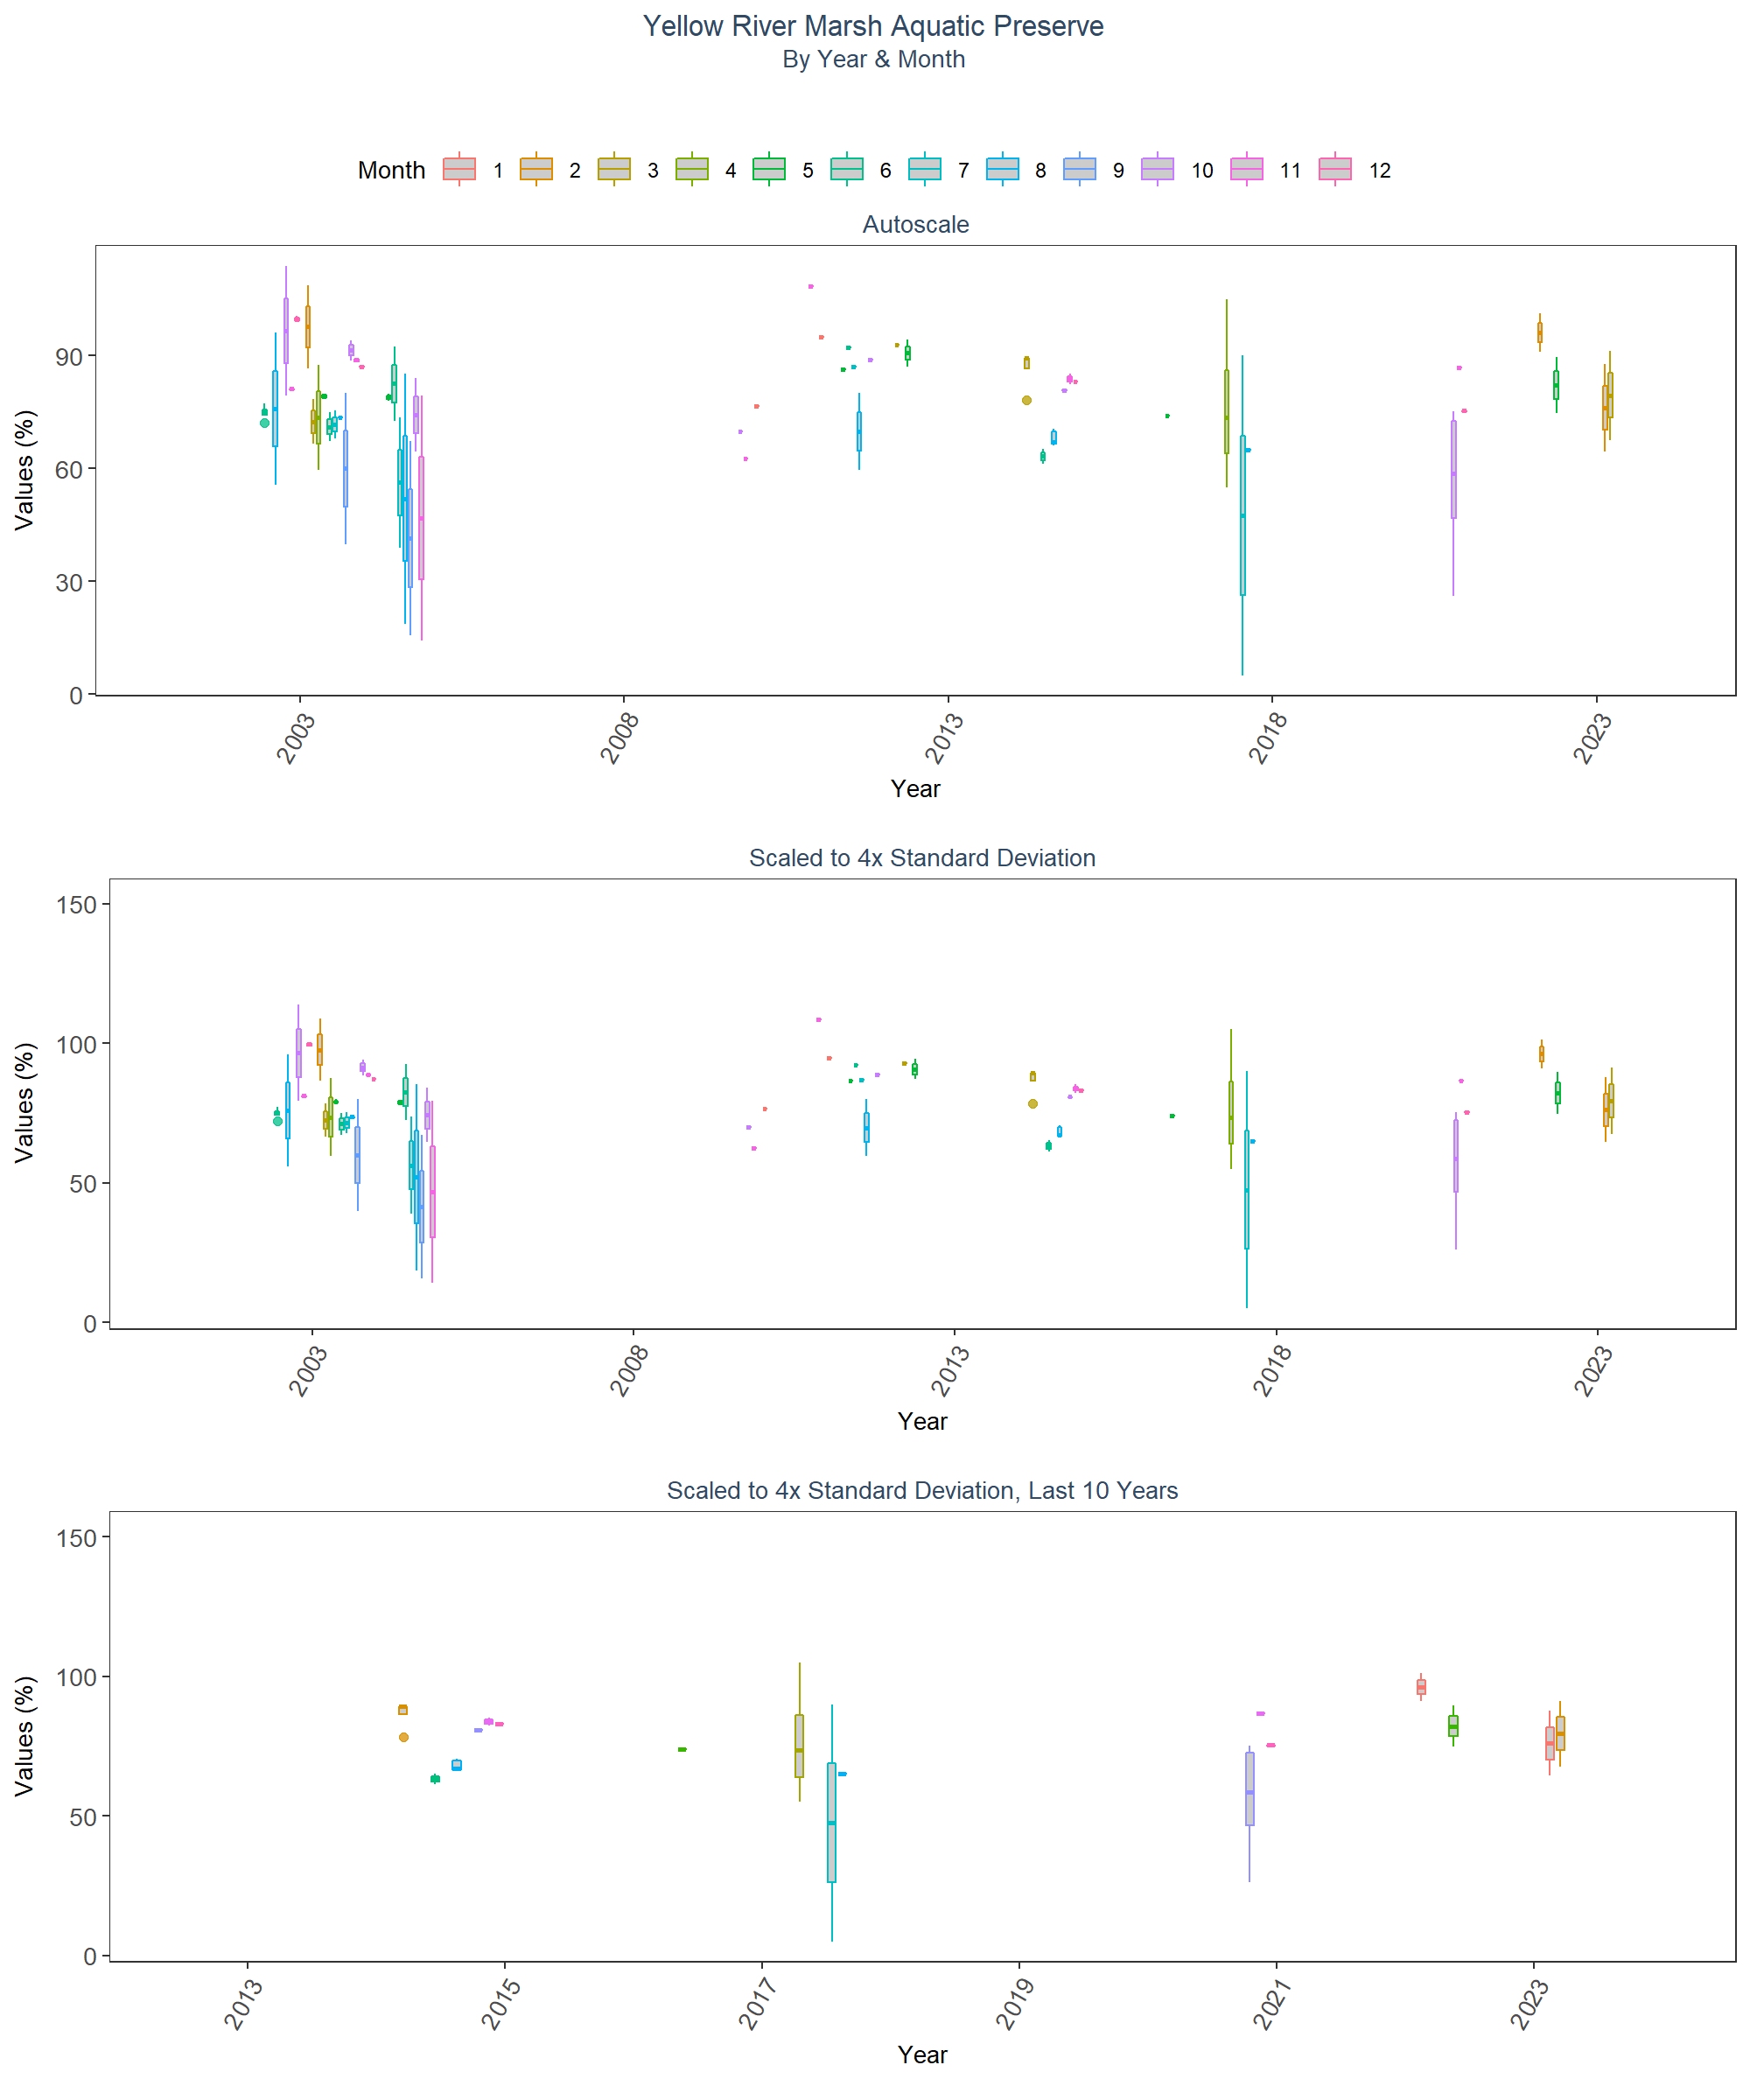 Yellow River Marsh Aquatic Preserve
By Year & Month
Month 1 2 3 4 5 6 7 8 9 10 11 12
Autoscale
Values (%)
90
60
30
0
2003 2008 2013 2018 2023
Year
Scaled to 4x Standard Deviation
Values (%)
150
100
50
0
2003 2008 2013 2018 2023
Year
Scaled to 4x Standard Deviation, Last 10 Years
Values (%)
150
100
50
0
2013 2015 2017 2019 2021 2023
Year